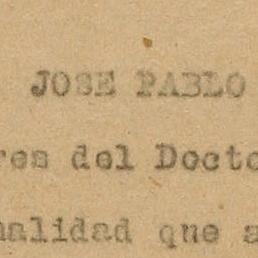 JOSE PABLO
res del Docto
nalidad que a